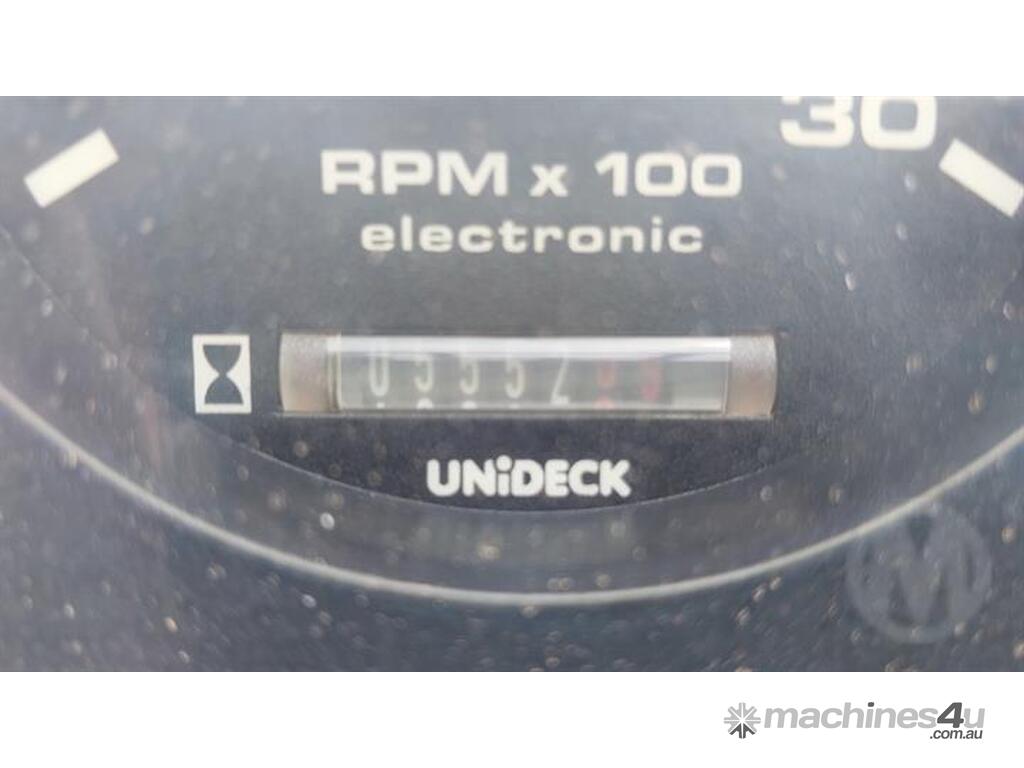 30
RPM x 100
electronic
05552
UNiDECK
M
machines4u
.com.au